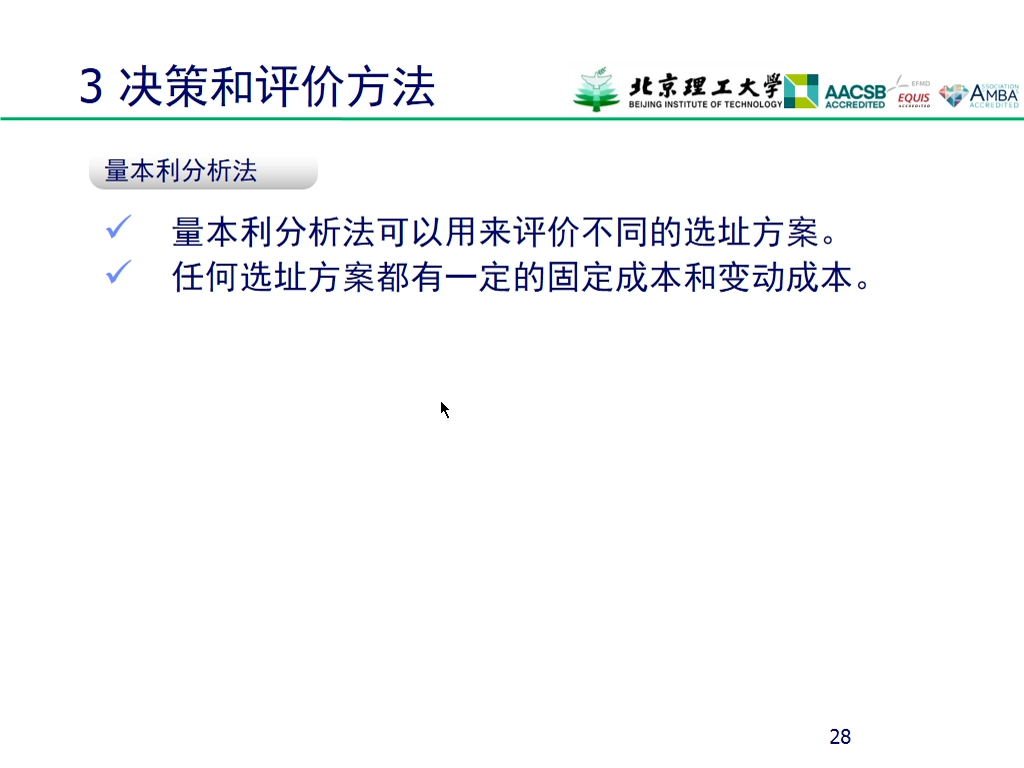 3 决策和评价方法
北京理工大学
BEIJING INSTITUTE OF TECHNOLOGY
AACSB
ACCREDITED
EFMD
EQUIS
ACCREDITED
ASSOCIATION
AMBA
ACCREDITED
量本利分析法
✓ 量本利分析法可以用来评价不同的选址方案。
✓ 任何选址方案都有一定的固定成本和变动成本。
28